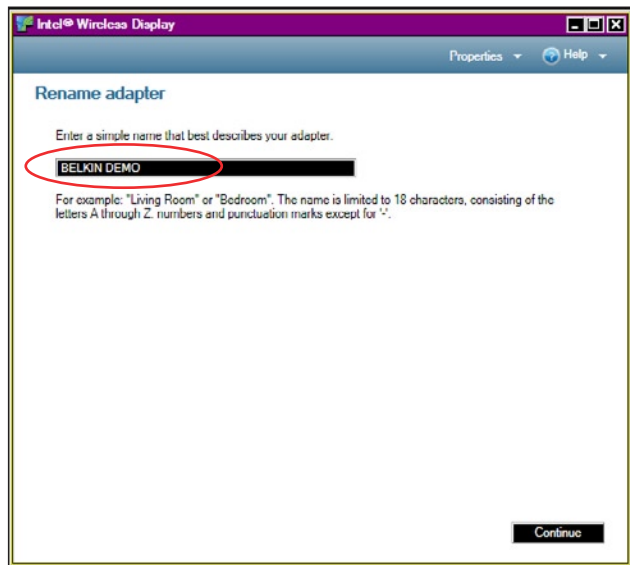 Intel® Wireless Display
Properties Help
Rename adapter
Enter a simple name that best describes your adapter.
BELKIN DEMO
For example: "Living Room" or "Bedroom". The name is limited to 18 characters, consisting of the
letters A through Z. numbers and punctuation marks except for '-'.
Continue